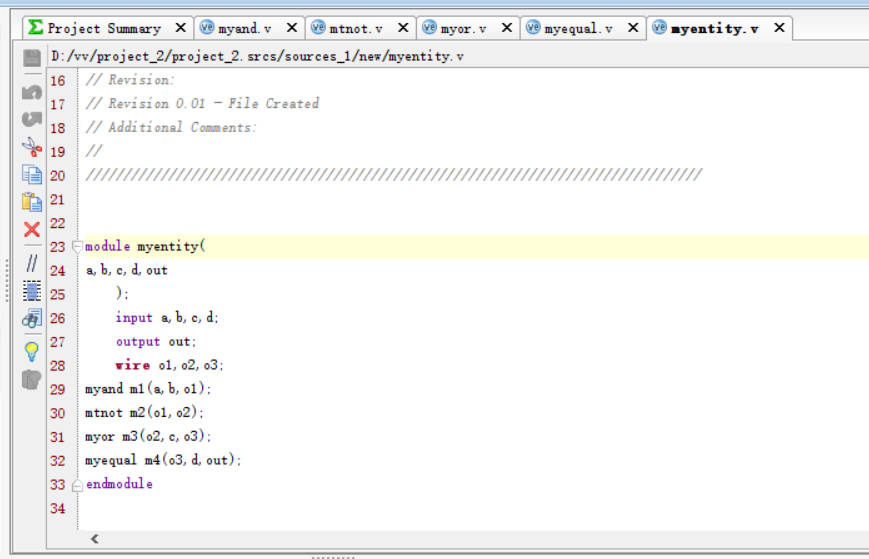 Project Summary myand.v mtnot.v myor.v myequal.v myentity.v
D:/vv/project_2/project_2.srcs/sources_1/new/myentity.v
16 // Revision:
17 // Revision 0.01 - File Created
18 // Additional Comments:
19 //
20 //////////////////////////////////////////////////////////////////////////////////
21
22
23 module myentity(
24 a,b,c,d,out
25 );
26 input a,b,c,d;
27 output out;
28 wire o1,o2,o3;
29 myand m1(a,b,o1);
30 mtnot m2(o1,o2);
31 myor m3(o2,c,o3);
32 myequal m4(o3,d,out);
33 endmodule
34